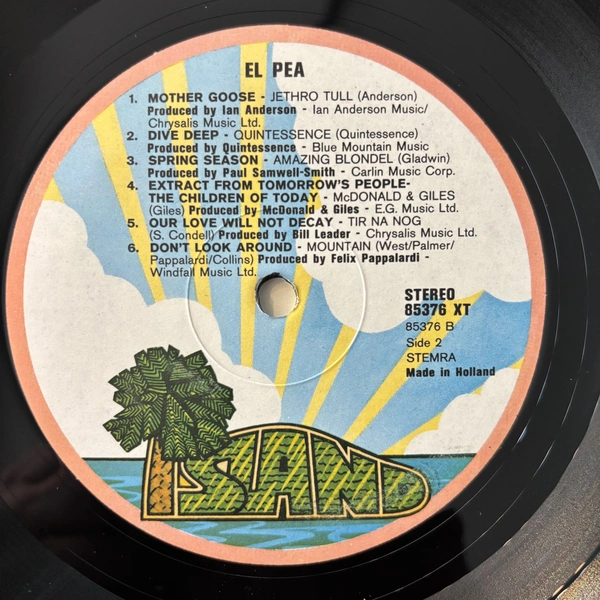 EL PEA
1. MOTHER GOOSE - JETHRO TULL (Anderson)
Produced by Ian Anderson - Ian Anderson Music/
Chrysalis Music Ltd.
2. DIVE DEEP - QUINTESSENCE (Quintessence)
Produced by Quintessence - Blue Mountain Music
3. SPRING SEASON - AMAZING BLONDEL (Gladwin)
Produced by Paul Samwell-Smith - Carlin Music Corp.
4. EXTRACT FROM TOMORROW'S PEOPLE-
THE CHILDREN OF TODAY - McDONALD & GILES
(Giles) Produced by McDonald & Giles - E.G. Music Ltd.
5. OUR LOVE WILL NOT DECAY - TIR NA NOG
(S. Condell) Produced by Bill Leader - Chrysalis Music Ltd.
6. DON'T LOOK AROUND - MOUNTAIN (West/Palmer/
Pappalardi/Collins) Produced by Felix Pappalardi -
Windfall Music Ltd.
STEREO
85376 XT
85376 B
Side 2
STEMRA
Made in Holland
ISLAND